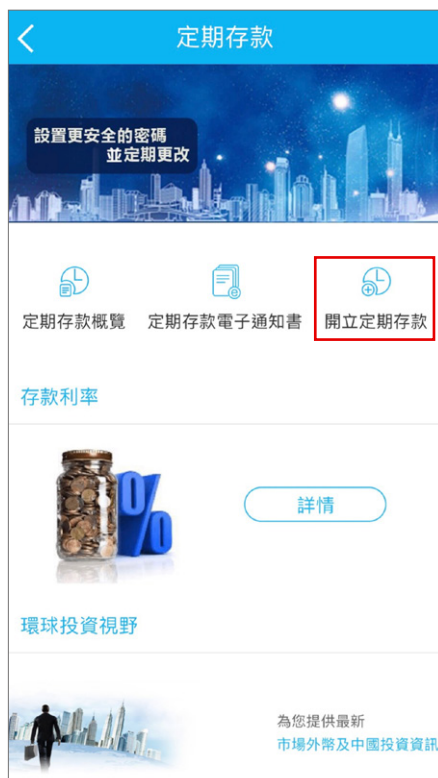 定期存款
設置更安全的密碼
並定期更改
定期存款概覽
定期存款電子通知書
開立定期存款
存款利率
詳情
環球投資視野
為您提供最新
市場外幣及中國投資資訊